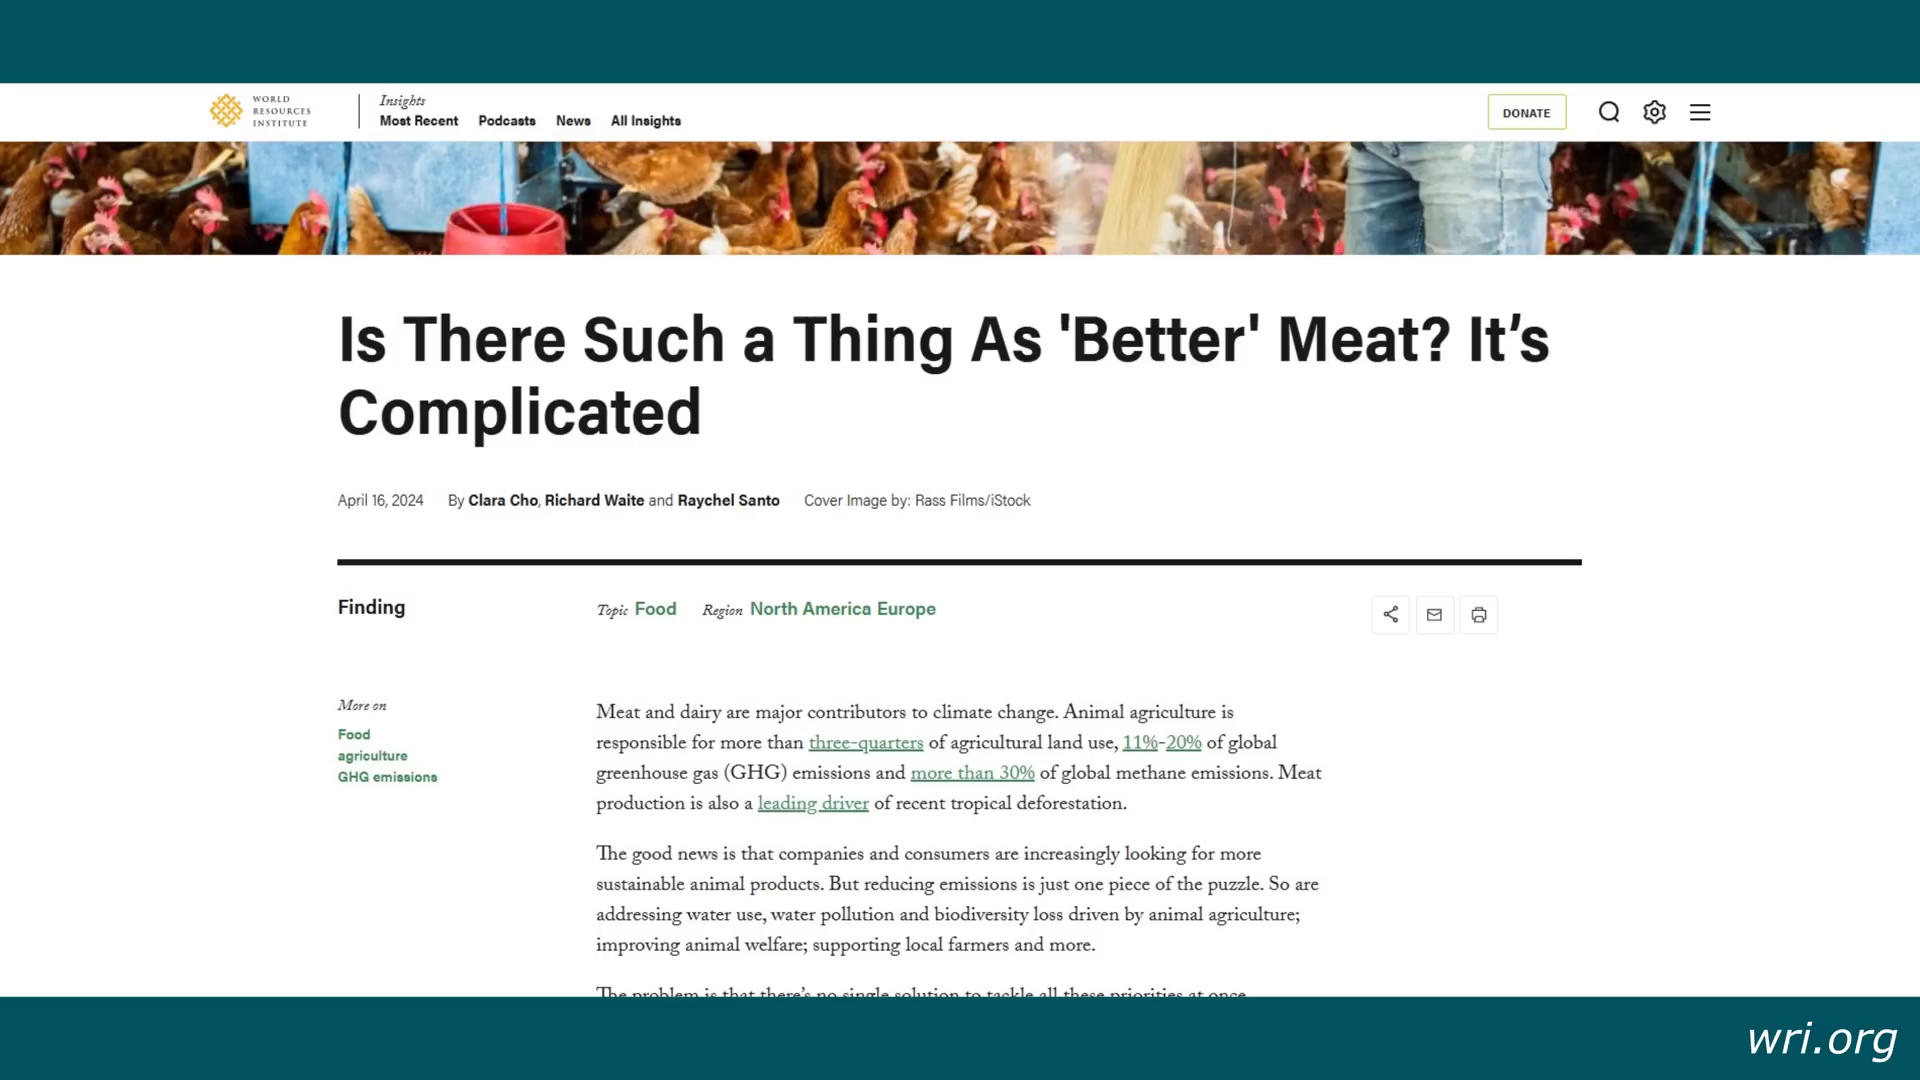 WORLD
RESOURCES
INSTITUTE
Insights
Most Recent Podcasts News All Insights
DONATE
Is There Such a Thing As 'Better' Meat? It’s
Complicated
April 16, 2024 By Clara Cho, Richard Waite and Raychel Santo Cover Image by: Rass Films/iStock
Finding
Topic Food Region North America Europe
More on
Food
agriculture
GHG emissions
Meat and dairy are major contributors to climate change. Animal agriculture is
responsible for more than three-quarters of agricultural land use, 11%-20% of global
greenhouse gas (GHG) emissions and more than 30% of global methane emissions. Meat
production is also a leading driver of recent tropical deforestation.
The good news is that companies and consumers are increasingly looking for more
sustainable animal products. But reducing emissions is just one piece of the puzzle. So are
addressing water use, water pollution and biodiversity loss driven by animal agriculture;
improving animal welfare; supporting local farmers and more.
The problem is that there’s no single solution to tackle all these priorities at once.
wri.org